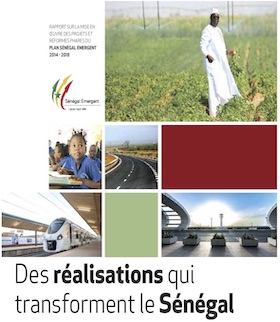 RAPPORT SUR LA MISE EN
ŒUVRE DES PROJETS ET
RÉFORMES PHARES DU
PLAN SÉNÉGAL EMERGENT
2014 - 2018
Sénégal Emergent
Des réalisations qui
transforment le Sénégal